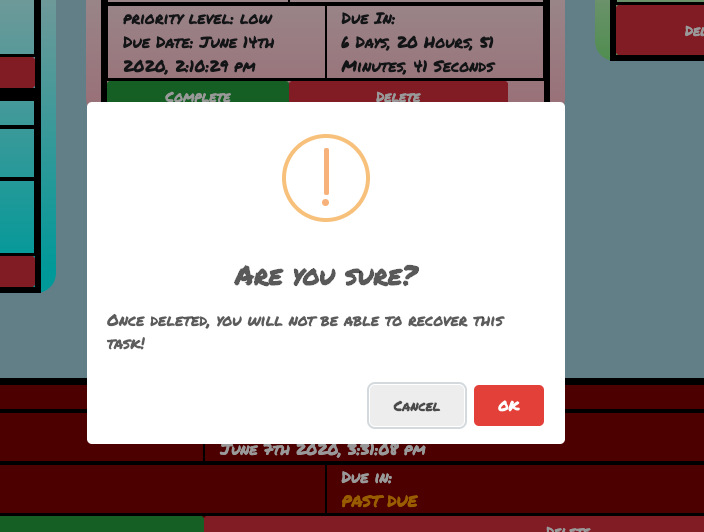 priority level: low
Due In:
Due Date: June 14th
2020, 2:10:29 pm
6 Days, 20 Hours, 51
Minutes, 41 Seconds
Complete
Delete
Are you sure?
Once deleted, you will not be able to recover this
task!
Cancel
OK
June 7th 2020, 3:31:08 pm
Due in:
PAST DUE
Delete